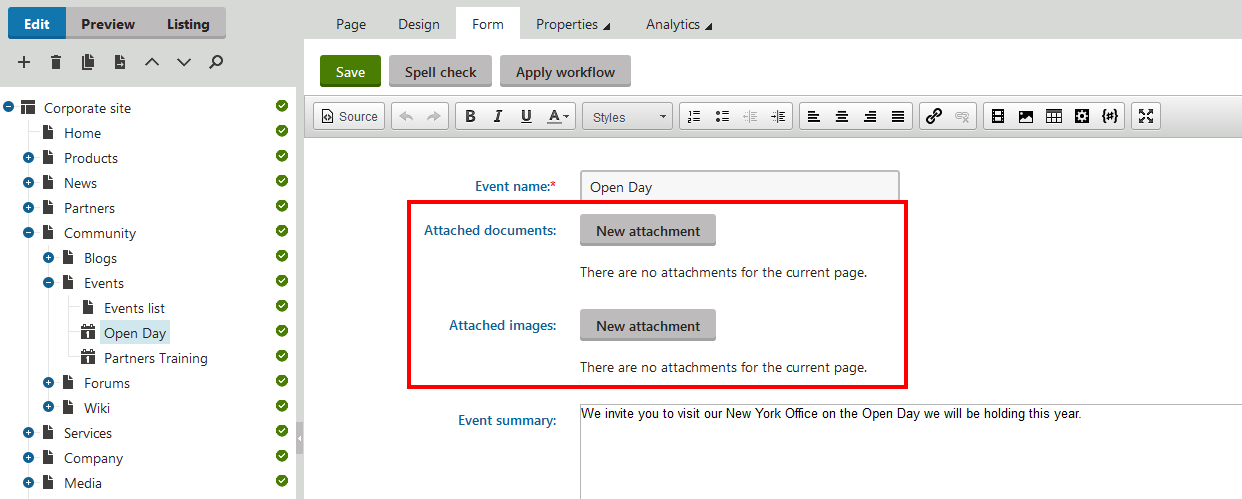 Edit Preview Listing
Page Design Form Properties Analytics
Save Spell check Apply workflow
Source B I U A Styles {#}
Corporate site
Home
Products
News
Partners
Community
Blogs
Events
Events list
1 Open Day
1 Partners Training
Forums
Wiki
Services
Company
Media
Event name:* Open Day
Attached documents: New attachment
There are no attachments for the current page.
Attached images: New attachment
There are no attachments for the current page.
Event summary: We invite you to visit our New York Office on the Open Day we will be holding this year.